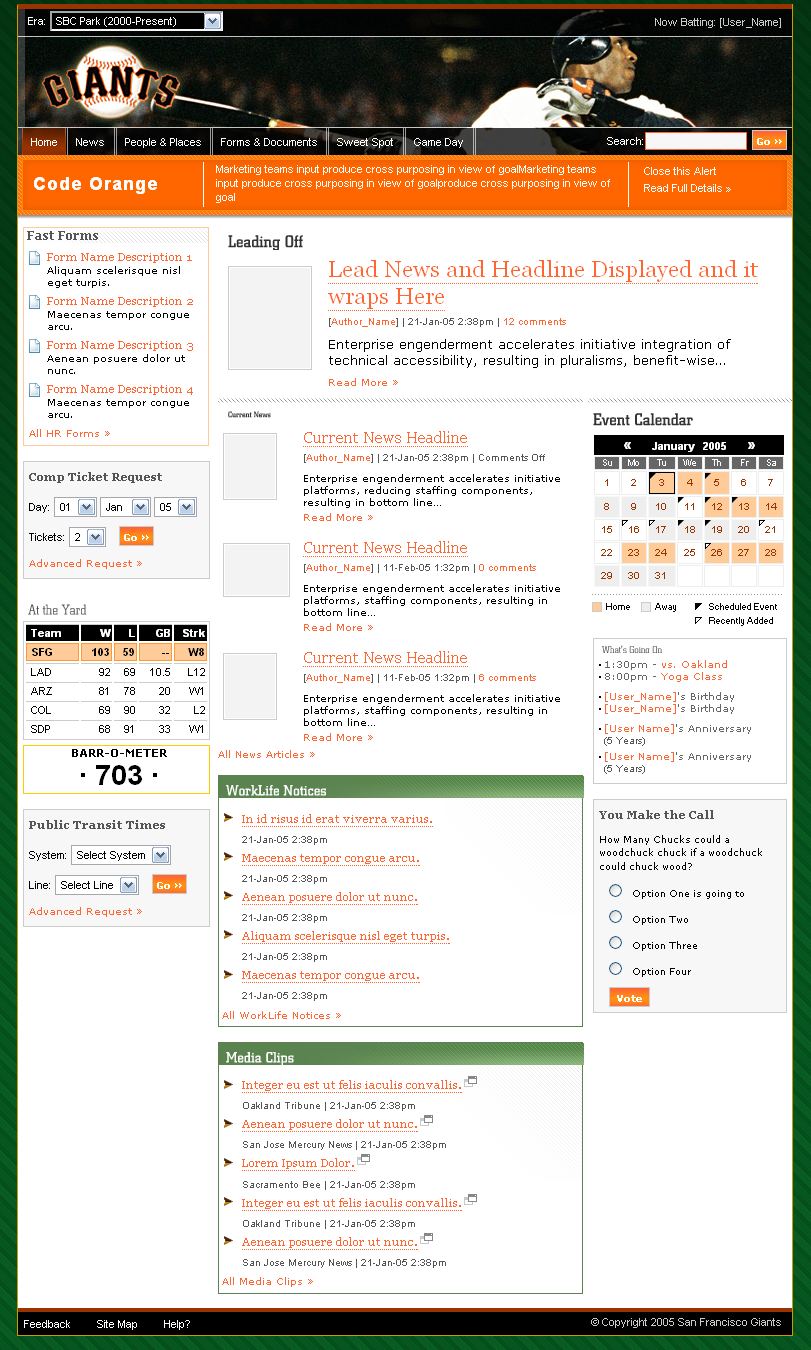 Era: SBC Park (2000-Present)
Now Batting: [User_Name]
GIANTS
Home News People & Places Forms & Documents Sweet Spot Game Day
Search: Go ››
Code Orange
Marketing teams input produce cross purposing in view of goalMarketing teams
input produce cross purposing in view of goalproduce cross purposing in view of
goal
Close this Alert
Read Full Details »
Fast Forms
Form Name Description 1
Aliquam scelerisque nisl
eget turpis.
Form Name Description 2
Maecenas tempor congue
arcu.
Form Name Description 3
Aenean posuere dolor ut
nunc.
Form Name Description 4
Maecenas tempor congue
arcu.
All HR Forms »
Comp Ticket Request
Day: 01 Jan 05
Tickets: 2 Go ››
Advanced Request »
At the Yard
Team W L GB Strk
SFG 103 59 -- W8
LAD 92 69 10.5 L12
ARZ 81 78 20 W1
COL 69 90 32 L2
SDP 68 91 33 W1
BARR-O-METER
· 703 ·
Public Transit Times
System: Select System
Line: Select Line Go ››
Advanced Request »
Leading Off
Lead News and Headline Displayed and it
wraps Here
[Author_Name] | 21-Jan-05 2:38pm | 12 comments
Enterprise engenderment accelerates initiative integration of
technical accessibility, resulting in pluralisms, benefit-wise...
Read More »
Current News
Current News Headline
[Author_Name] | 21-Jan-05 2:38pm | Comments Off
Enterprise engenderment accelerates initiative
platforms, reducing staffing components,
resulting in bottom line...
Read More »
Current News Headline
[Author_Name] | 11-Feb-05 1:32pm | 0 comments
Enterprise engenderment accelerates initiative
platforms, staffing components, resulting in
bottom line...
Read More »
Current News Headline
[Author_Name] | 11-Feb-05 1:32pm | 6 comments
Enterprise engenderment accelerates initiative
platforms, staffing components, resulting in
bottom line...
Read More »
All News Articles »
WorkLife Notices
In id risus id erat viverra varius.
21-Jan-05 2:38pm
Maecenas tempor congue arcu.
21-Jan-05 2:38pm
Aenean posuere dolor ut nunc.
21-Jan-05 2:38pm
Aliquam scelerisque nisl eget turpis.
21-Jan-05 2:38pm
Maecenas tempor congue arcu.
21-Jan-05 2:38pm
All WorkLife Notices »
Media Clips
Integer eu est ut felis iaculis convallis.
Oakland Tribune | 21-Jan-05 2:38pm
Aenean posuere dolor ut nunc.
San Jose Mercury News | 21-Jan-05 2:38pm
Lorem Ipsum Dolor.
Sacramento Bee | 21-Jan-05 2:38pm
Integer eu est ut felis iaculis convallis.
Oakland Tribune | 21-Jan-05 2:38pm
Aenean posuere dolor ut nunc.
San Jose Mercury News | 21-Jan-05 2:38pm
All Media Clips »
Event Calendar
« January 2005 »
Su Mo Tu We Th Fr Sa
1 2 3 4 5 6 7
8 9 10 11 12 13 14
15 16 17 18 19 20 21
22 23 24 25 26 27 28
29 30 31
Home Away Scheduled Event
Recently Added
What's Going On
• 1:30pm - vs. Oakland
• 8:00pm - Yoga Class
• [User_Name]'s Birthday
• [User_Name]'s Birthday
• [User Name]'s Anniversary
(5 Years)
• [User Name]'s Anniversary
(5 Years)
You Make the Call
How Many Chucks could a
woodchuck chuck if a woodchuck
could chuck wood?
Option One is going to
Option Two
Option Three
Option Four
Vote
Feedback Site Map Help?
© Copyright 2005 San Francisco Giants